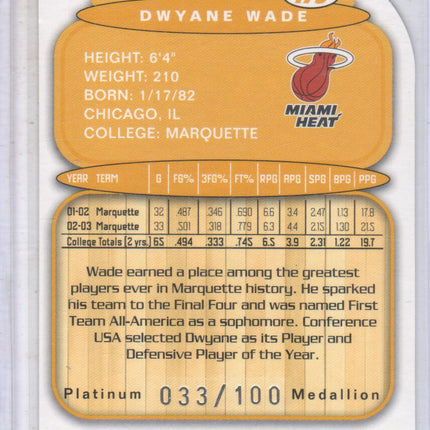 DWYANE WADE
HEIGHT: 6'4"
WEIGHT: 210
BORN: 1/17/82
CHICAGO, IL
COLLEGE: MARQUETTE
MIAMI
HEAT
YEAR TEAM G FG% 3FG% FT% RPG APG SPG BPG PPG
01-02 Marquette 32 .487 .346 .690 6.6 3.4 2.47 1.13 17.8
02-03 Marquette 33 .501 .318 .779 6.3 4.4 2.15 1.30 21.5
College Totals (2 yrs.) 65 .494 .333 .745 6.5 3.9 2.31 1.22 19.7
Wade earned a place among the greatest
players ever in Marquette history. He sparked
his team to the Final Four and was named First
Team All-America as a sophomore. Conference
USA selected Dwyane as its Player and
Defensive Player of the Year.
Platinum 033/100 Medallion